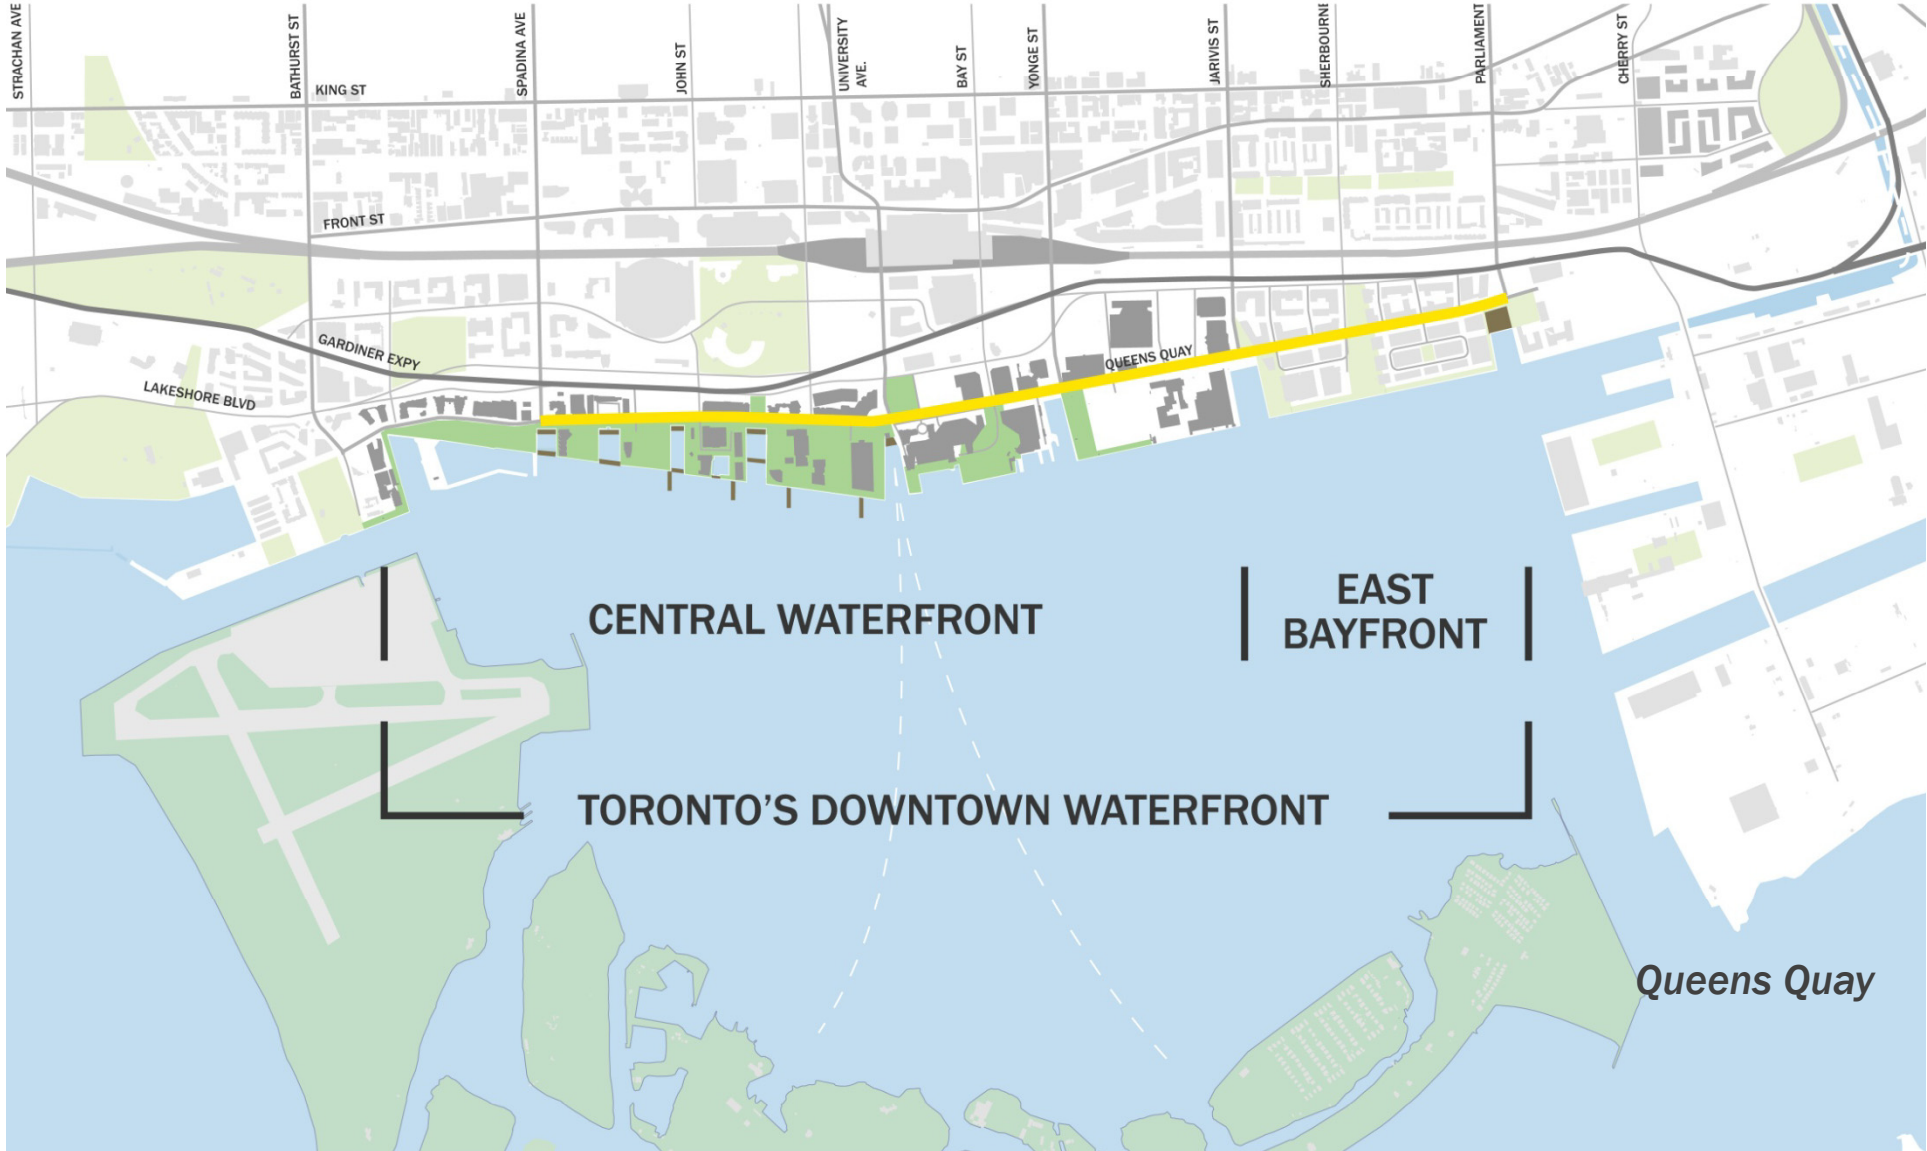 STRACHAN AVE
BATHURST ST
SPADINA AVE
JOHN ST
UNIVERSITY
AVE.
BAY ST
YONGE ST
JARIVIS ST
SHERBOURNE
PARLIAMENT
CHERRY ST
KING ST
FRONT ST
GARDINER EXPY
LAKESHORE BLVD
QUEENS QUAY
CENTRAL WATERFRONT
EAST
BAYFRONT
TORONTO'S DOWNTOWN WATERFRONT
Queens Quay